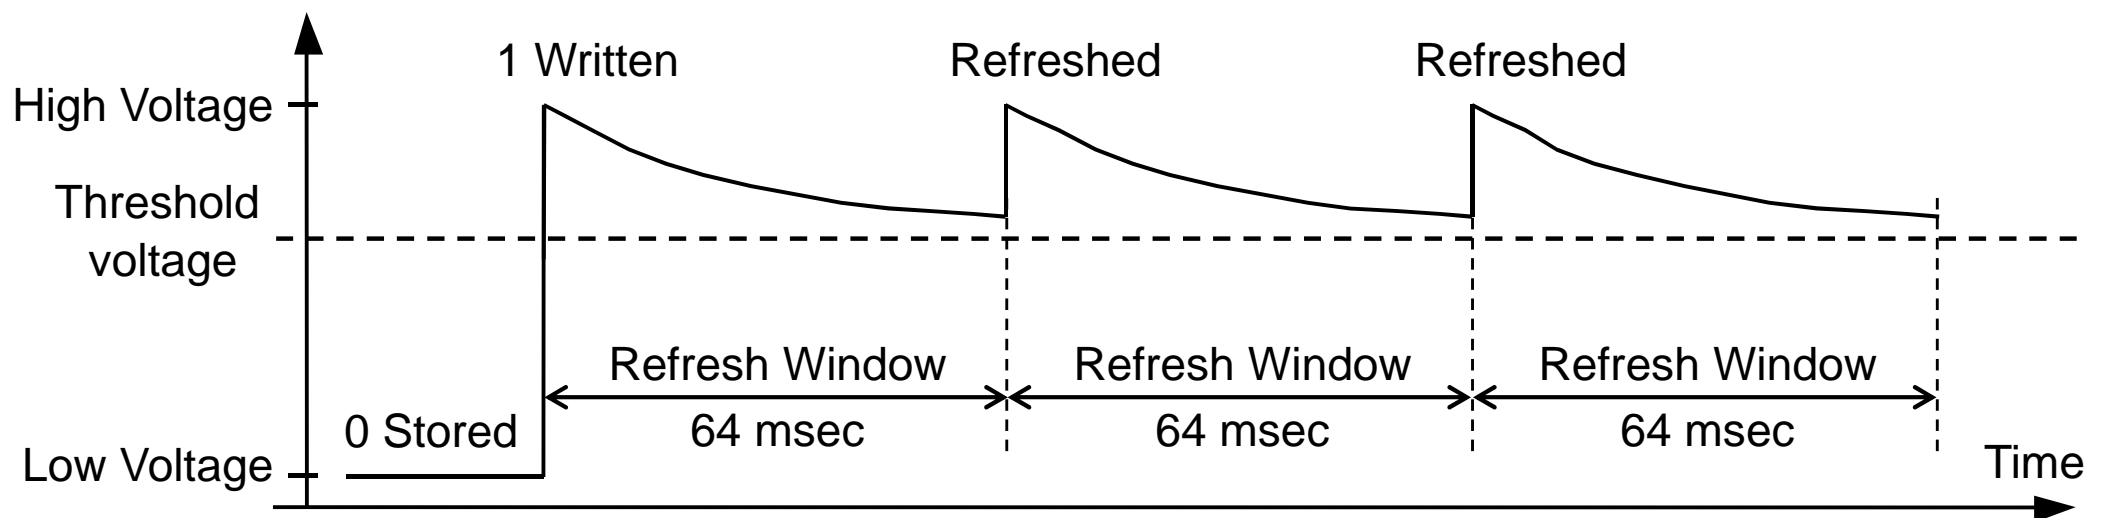 1 Written
Refreshed
Refreshed
High Voltage
Threshold
voltage
Refresh Window
Refresh Window
Refresh Window
0 Stored
64 msec
64 msec
64 msec
Low Voltage
Time